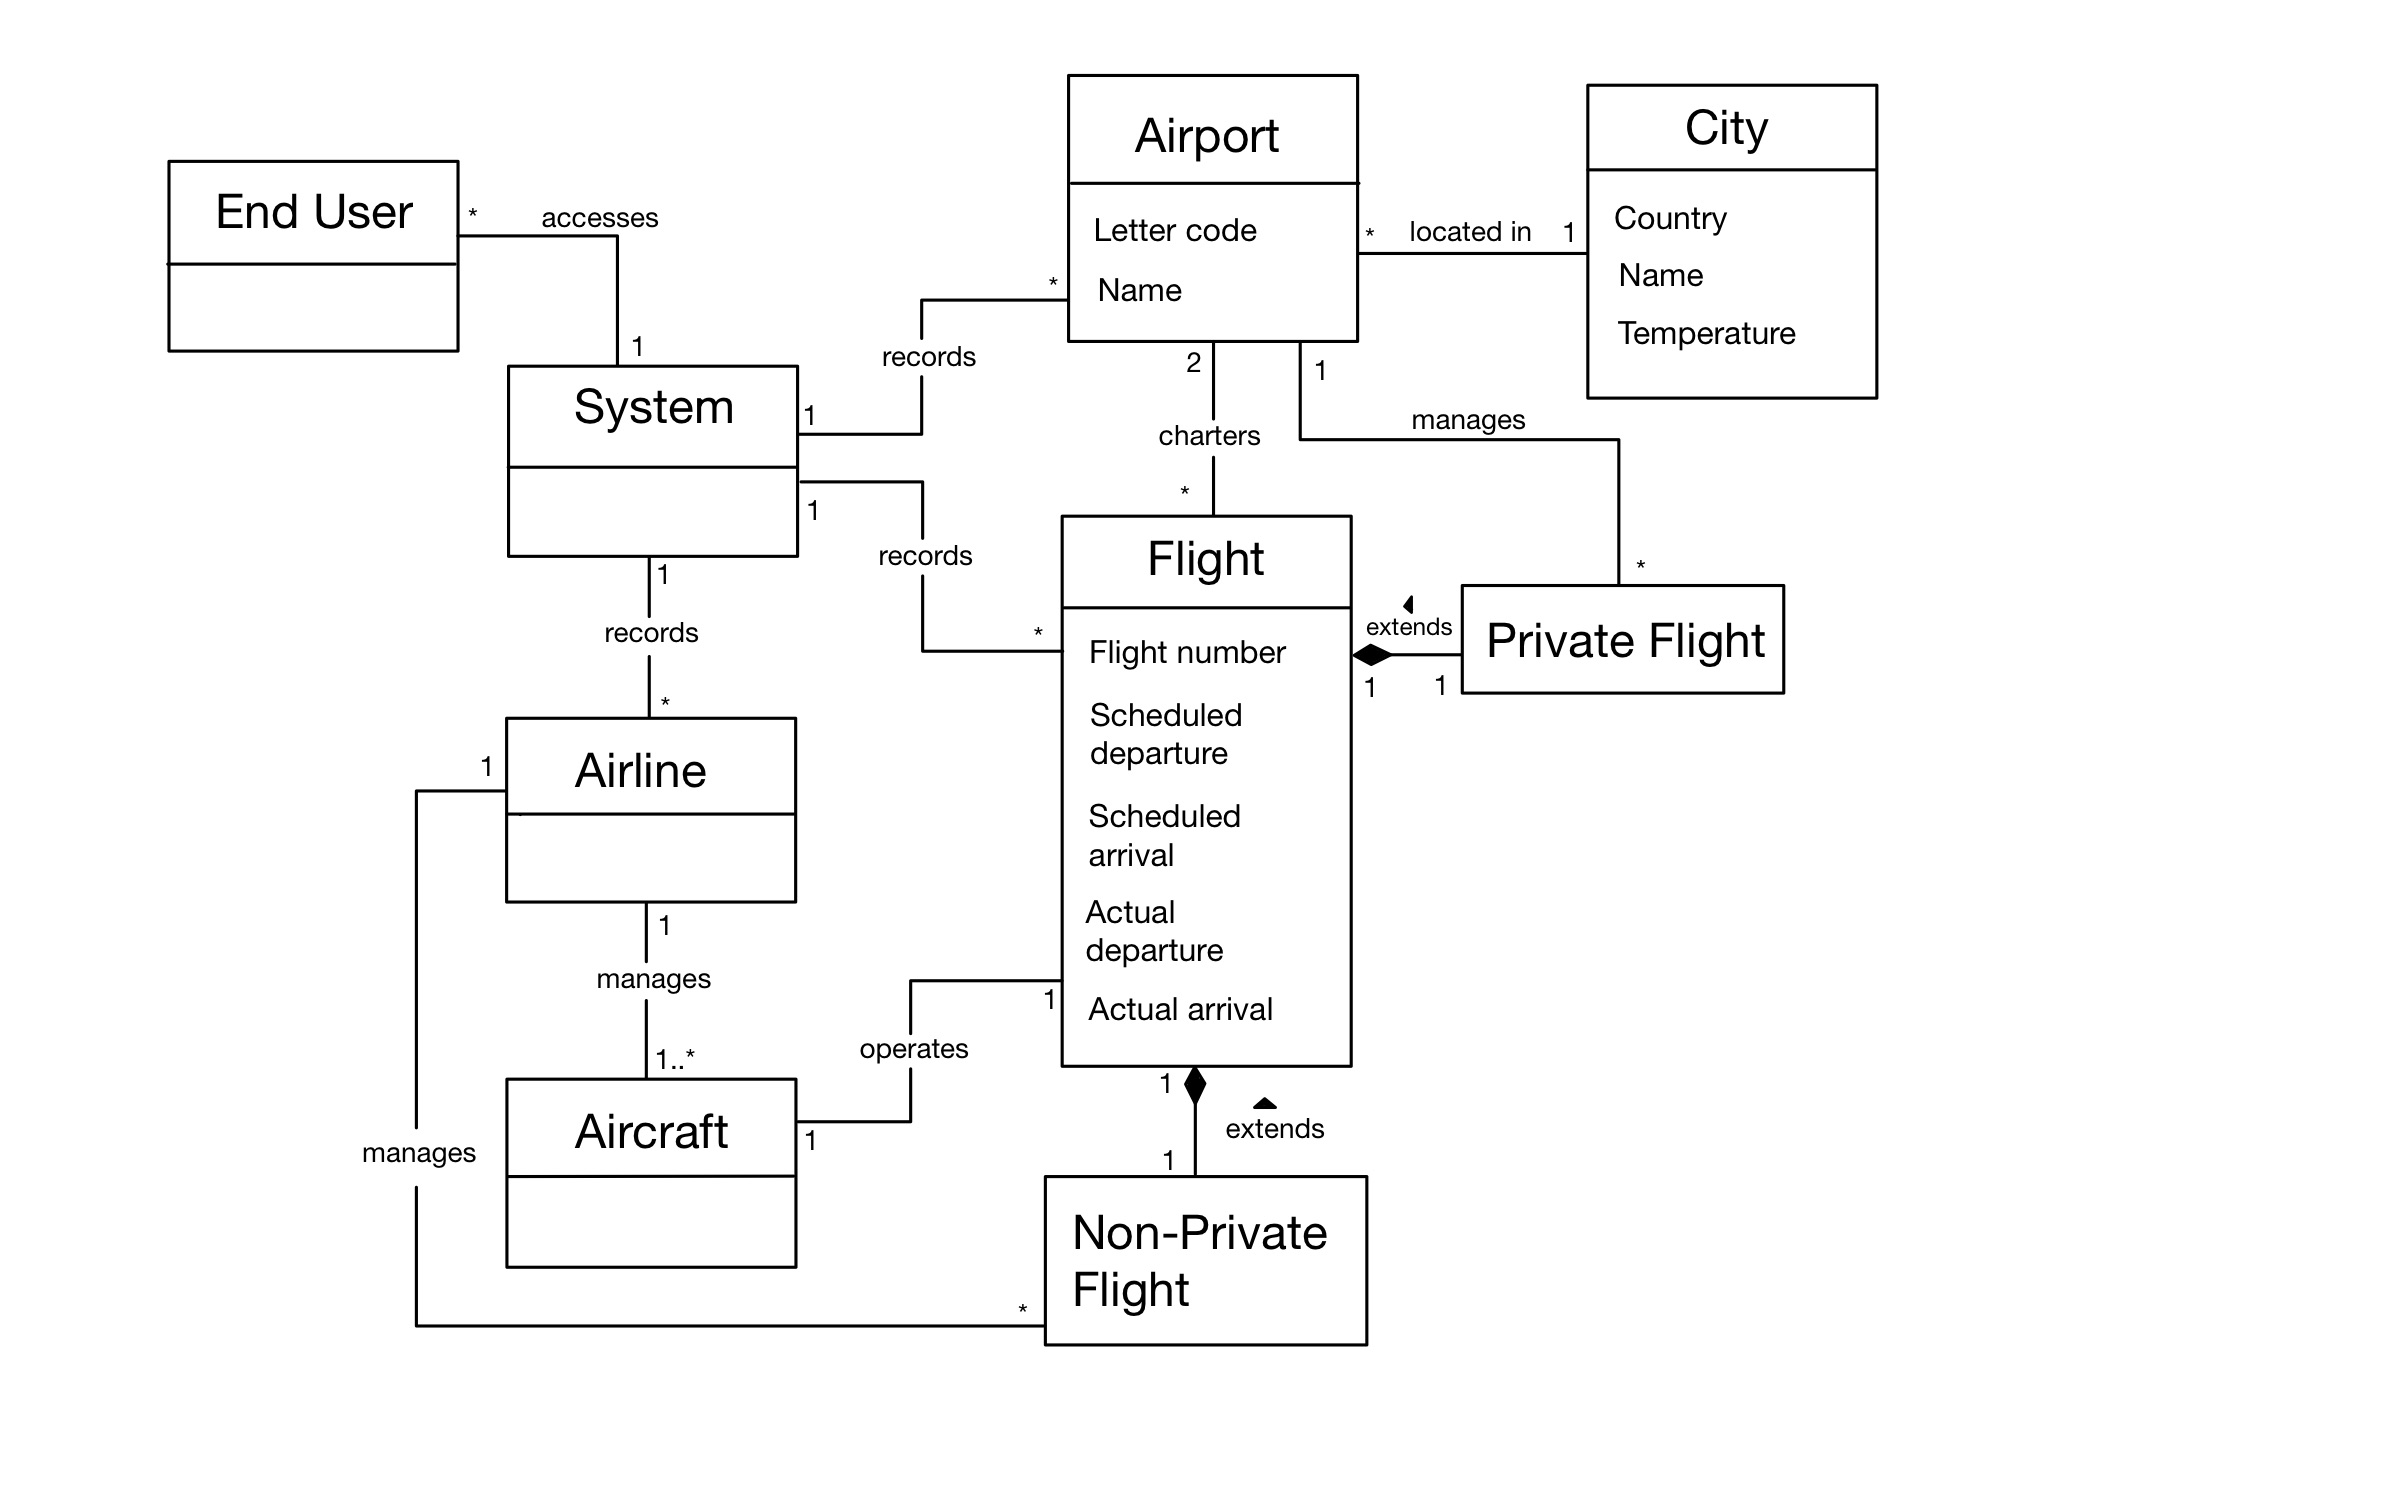 Airport
City
End User
*
accesses
Letter code
*
located in
1
Country
Name
*
Name
Temperature
1
records
2
1
System
1
charters
manages
*
1
1
records
Flight
*
1
records
*
Flight number
extends
Private Flight
1
1
*
Scheduled
departure
1
Airline
Scheduled
arrival
1
manages
Actual
departure
1
Actual arrival
1..*
operates
Aircraft
1
1
extends
manages
1
Non-Private
Flight
*